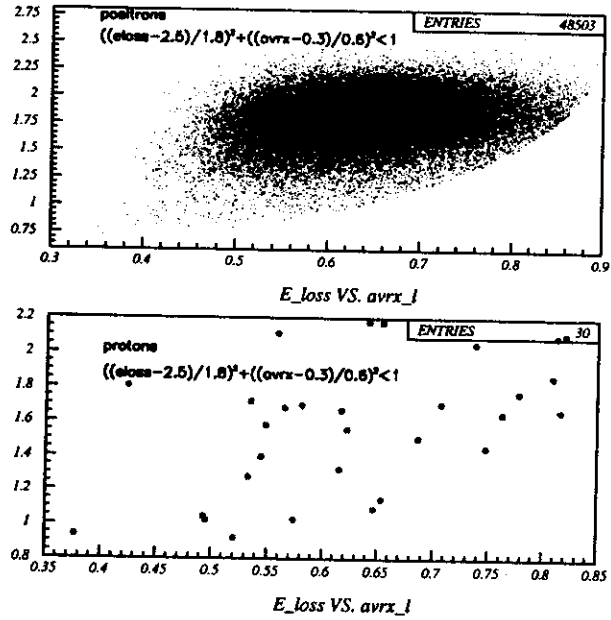 positrons
ENTRIES 48503
((eloss-2.5)/1.8)²+((avrx-0.3)/0.6)²<1
2.75
2.5
2.25
2
1.75
1.5
1.25
1
0.75
0.3 0.4 0.5 0.6 0.7 0.8 0.9
E_loss VS. avrx_l
2.2
ENTRIES 30
protons
2
((eloss-2.5)/1.8)²+((avrx-0.3)/0.6)²<1
1.8
1.6
1.4
1.2
1
0.8
0.35 0.4 0.45 0.5 0.55 0.6 0.65 0.7 0.75 0.8 0.85
E_loss VS. avrx_l